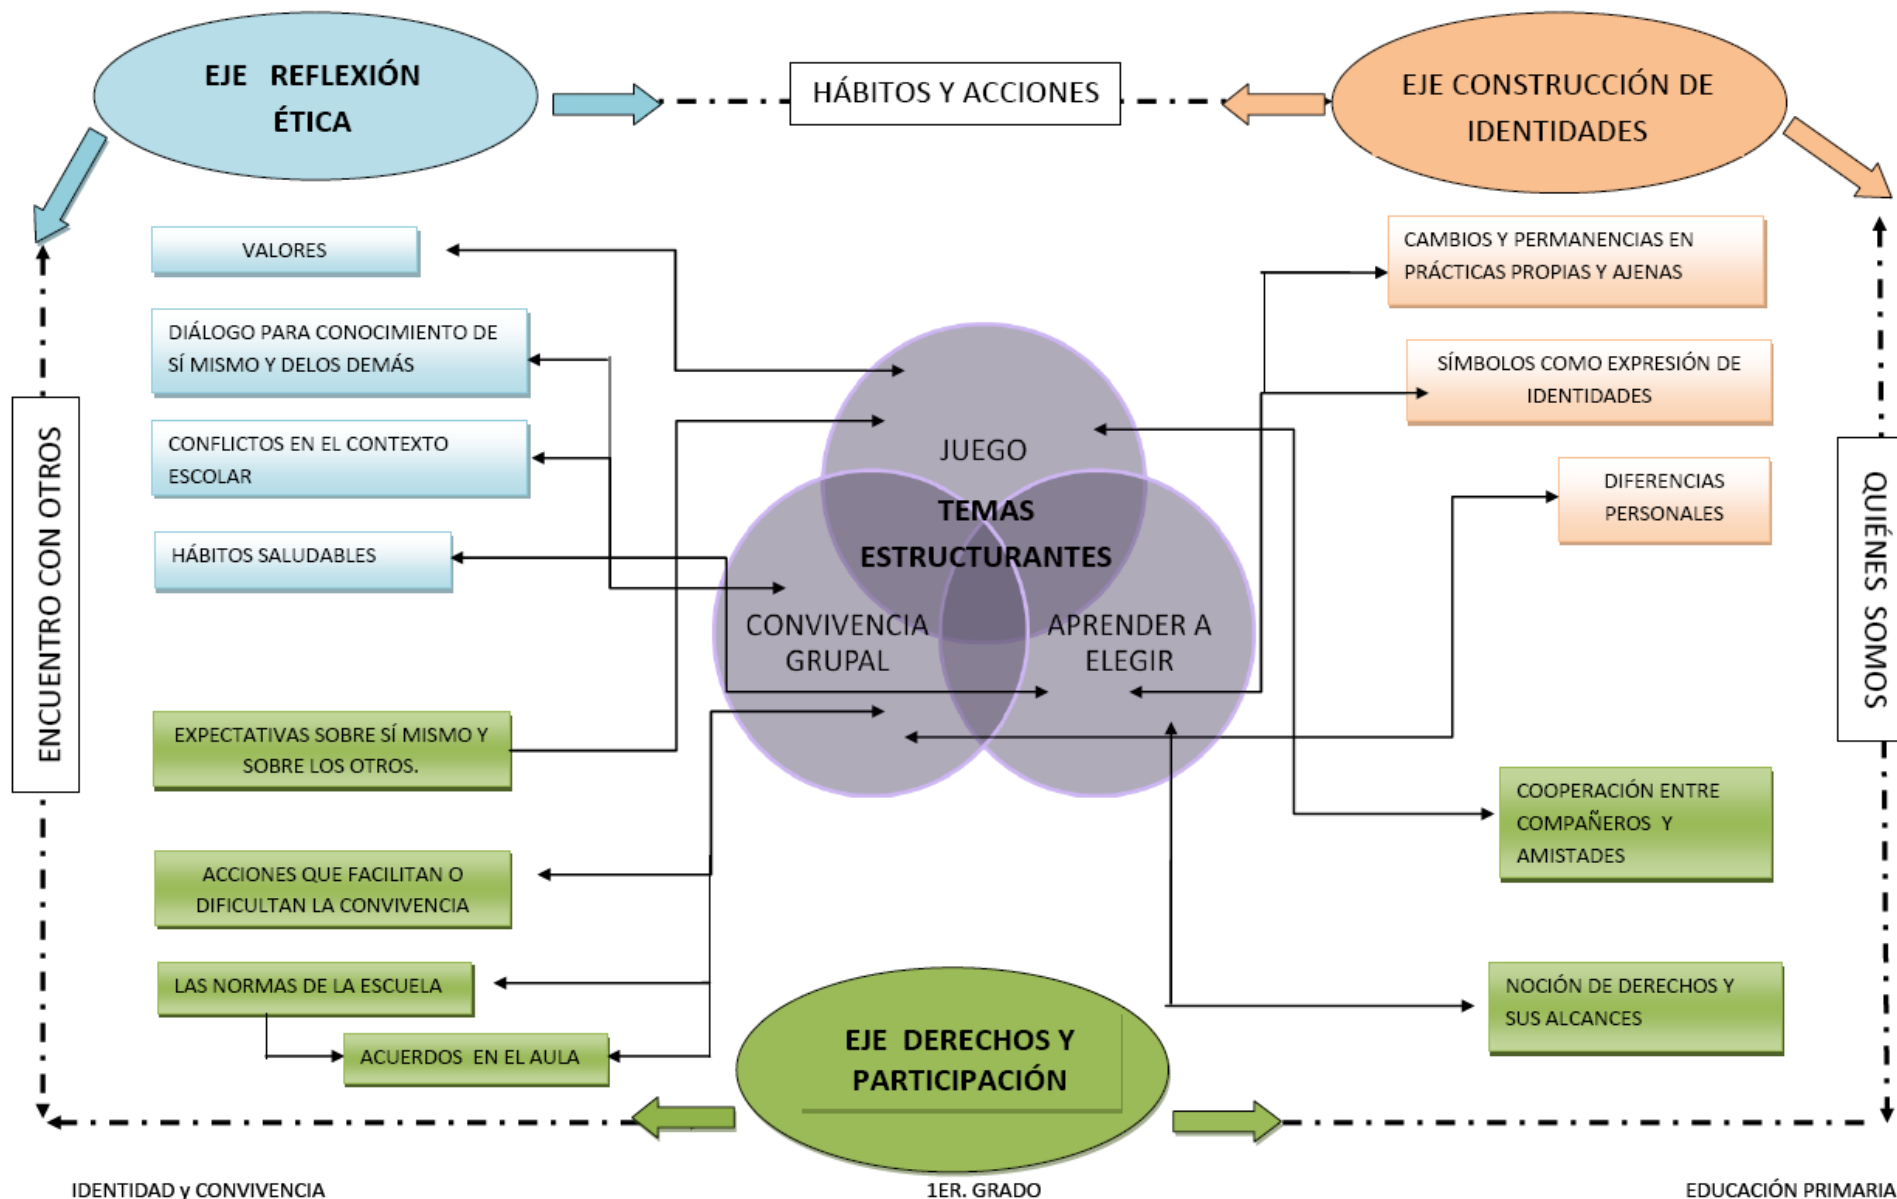 EJE REFLEXIÓN
ÉTICA
HÁBITOS Y ACCIONES
EJE CONSTRUCCIÓN DE
IDENTIDADES
VALORES
DIÁLOGO PARA CONOCIMIENTO DE
SÍ MISMO Y DELOS DEMÁS
CONFLICTOS EN EL CONTEXTO
ESCOLAR
HÁBITOS SALUDABLES
ENCUENTRO CON OTROS
CAMBIOS Y PERMANENCIAS EN
PRÁCTICAS PROPIAS Y AJENAS
SÍMBOLOS COMO EXPRESIÓN DE
IDENTIDADES
DIFERENCIAS
PERSONALES
QUIÉNES SOMOS
JUEGO
TEMAS
ESTRUCTURANTES
CONVIVENCIA
GRUPAL
APRENDER A
ELEGIR
EXPECTATIVAS SOBRE SÍ MISMO Y
SOBRE LOS OTROS.
ACCIONES QUE FACILITAN O
DIFICULTAN LA CONVIVENCIA
LAS NORMAS DE LA ESCUELA
ACUERDOS EN EL AULA
COOPERACIÓN ENTRE
COMPAÑEROS Y
AMISTADES
NOCIÓN DE DERECHOS Y
SUS ALCANCES
EJE DERECHOS Y
PARTICIPACIÓN
IDENTIDAD y CONVIVENCIA
1ER. GRADO
EDUCACIÓN PRIMARIA